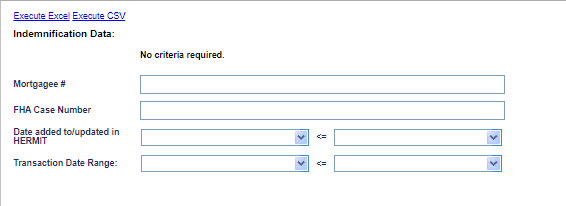 Execute Excel Execute CSV
Indemnification Data:
No criteria required.
Mortgagee #
FHA Case Number
Date added to/updated in
HERMIT
<=
Transaction Date Range:
<=